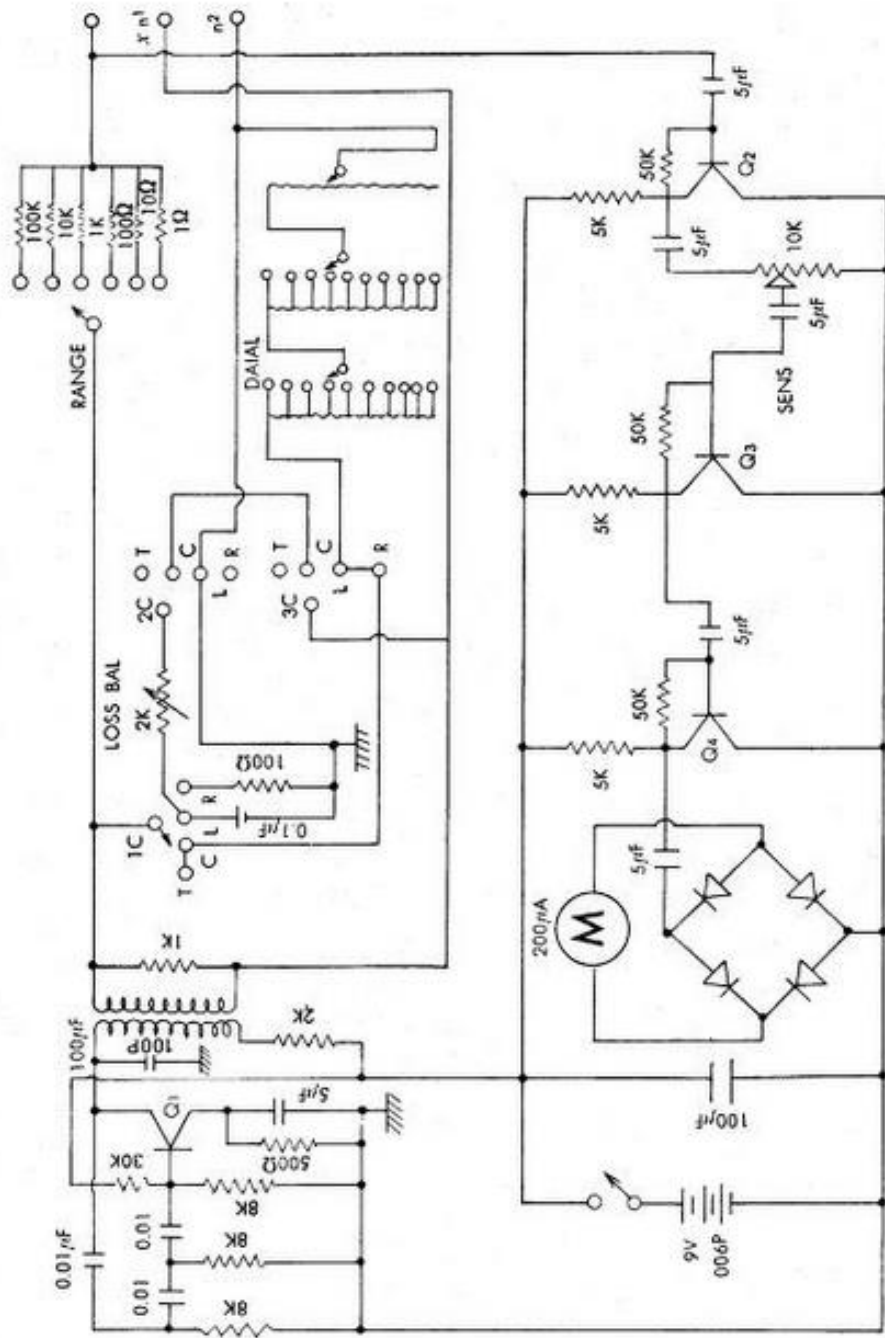 0.01μF
0.01
0.01
8K
8K
8K
30K
Q1
500Ω
5μF
100μF
100P
2K
1K
T
C
L
R
1C
0.1μF
100Ω
LOSS BAL
2K
2C
T
C
L
R
3C
T
C
L
R
DAIAL
RANGE
100K
10K
1K
100Ω
10Ω
1Ω
x
n1
n2
9V
006P
100μF
200μA
M
5μF
5K
50K
Q4
5μF
5K
50K
Q3
SENS
5μF
10K
5μF
5K
50K
Q2
5μF